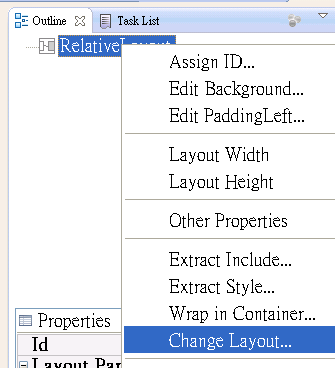 Outline Task List
RelativeLayout
Assign ID...
Edit Background...
Edit PaddingLeft...
Layout Width
Layout Height
Other Properties
Extract Include...
Extract Style...
Wrap in Container...
Change Layout...
Properties
Id